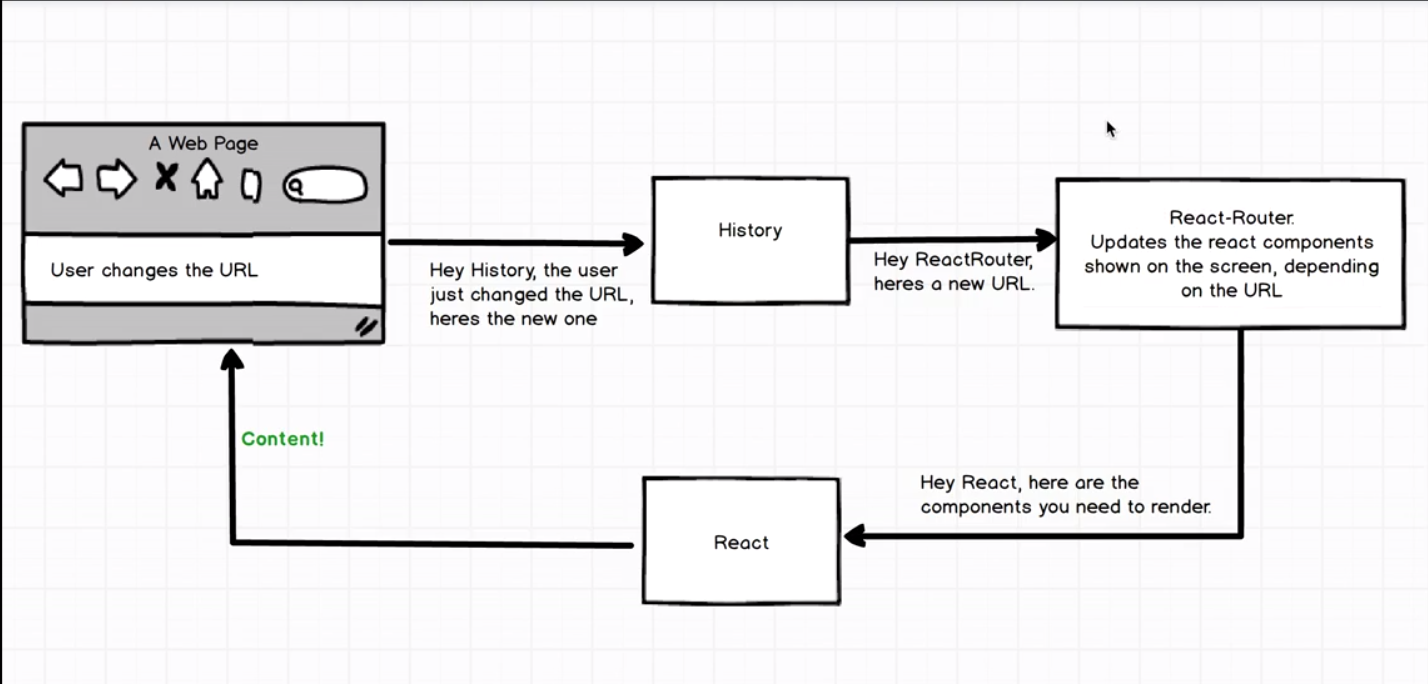 A Web Page
User changes the URL
Hey History, the user
just changed the URL,
heres the new one
History
Hey ReactRouter,
heres a new URL.
React-Router.
Updates the react components
shown on the screen, depending
on the URL
Hey React, here are the
components you need to render.
React
Content!